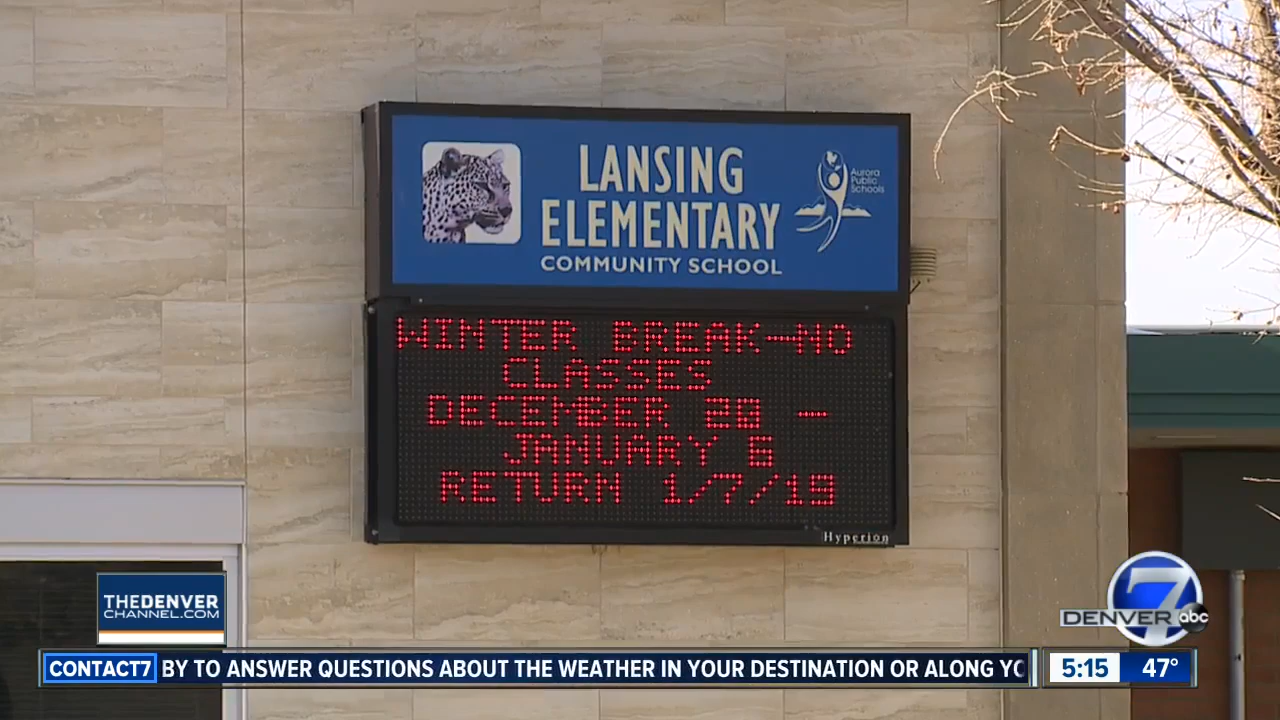 LANSING
ELEMENTARY
COMMUNITY SCHOOL
Aurora
Public
Schools
WINTER BREAK-NO
CLASSES
DECEMBER 20 -
JANUARY 6
RETURN 1/7/19
Hyperion
THEDENVER
CHANNEL.COM
DENVER 7 abc
CONTACT7 BY TO ANSWER QUESTIONS ABOUT THE WEATHER IN YOUR DESTINATION OR ALONG YO
5:15 47°